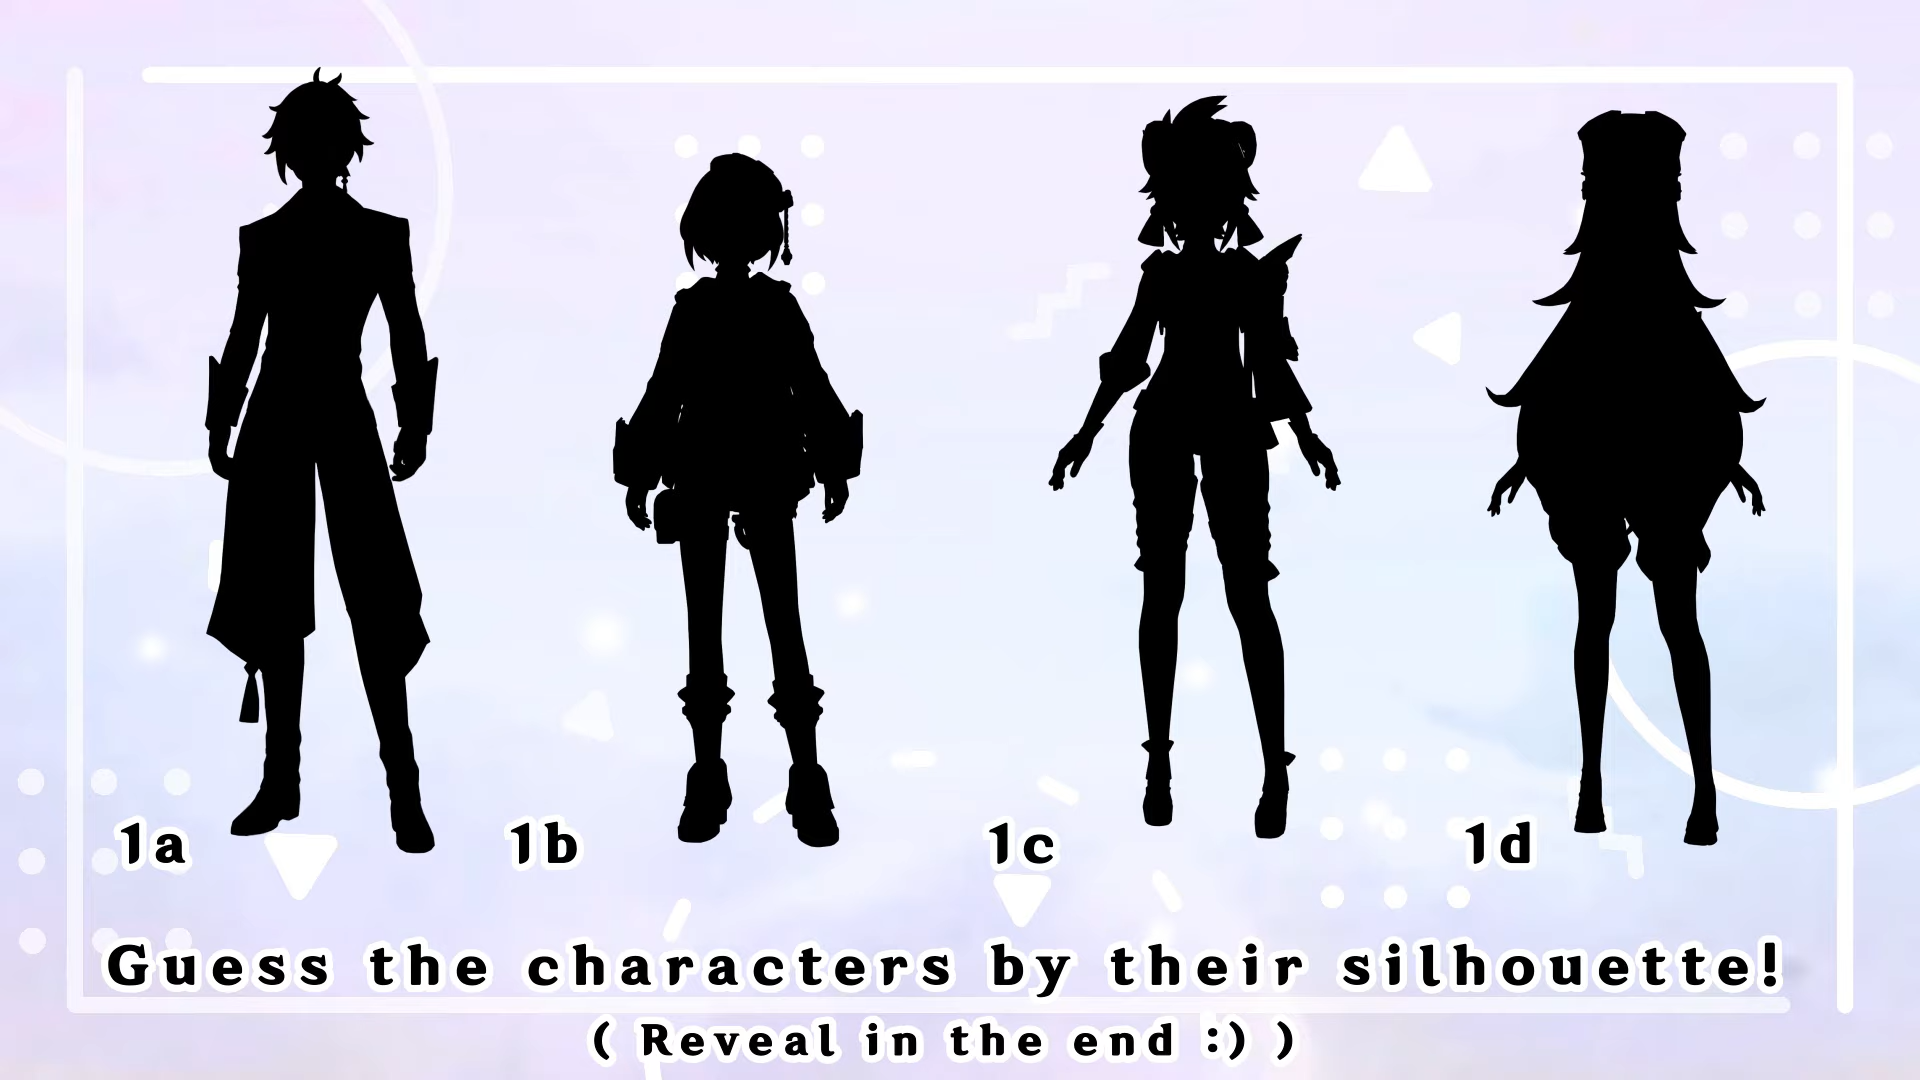 1a
1b
1c
1d
Guess the characters by their silhouette!
( Reveal in the end :) )